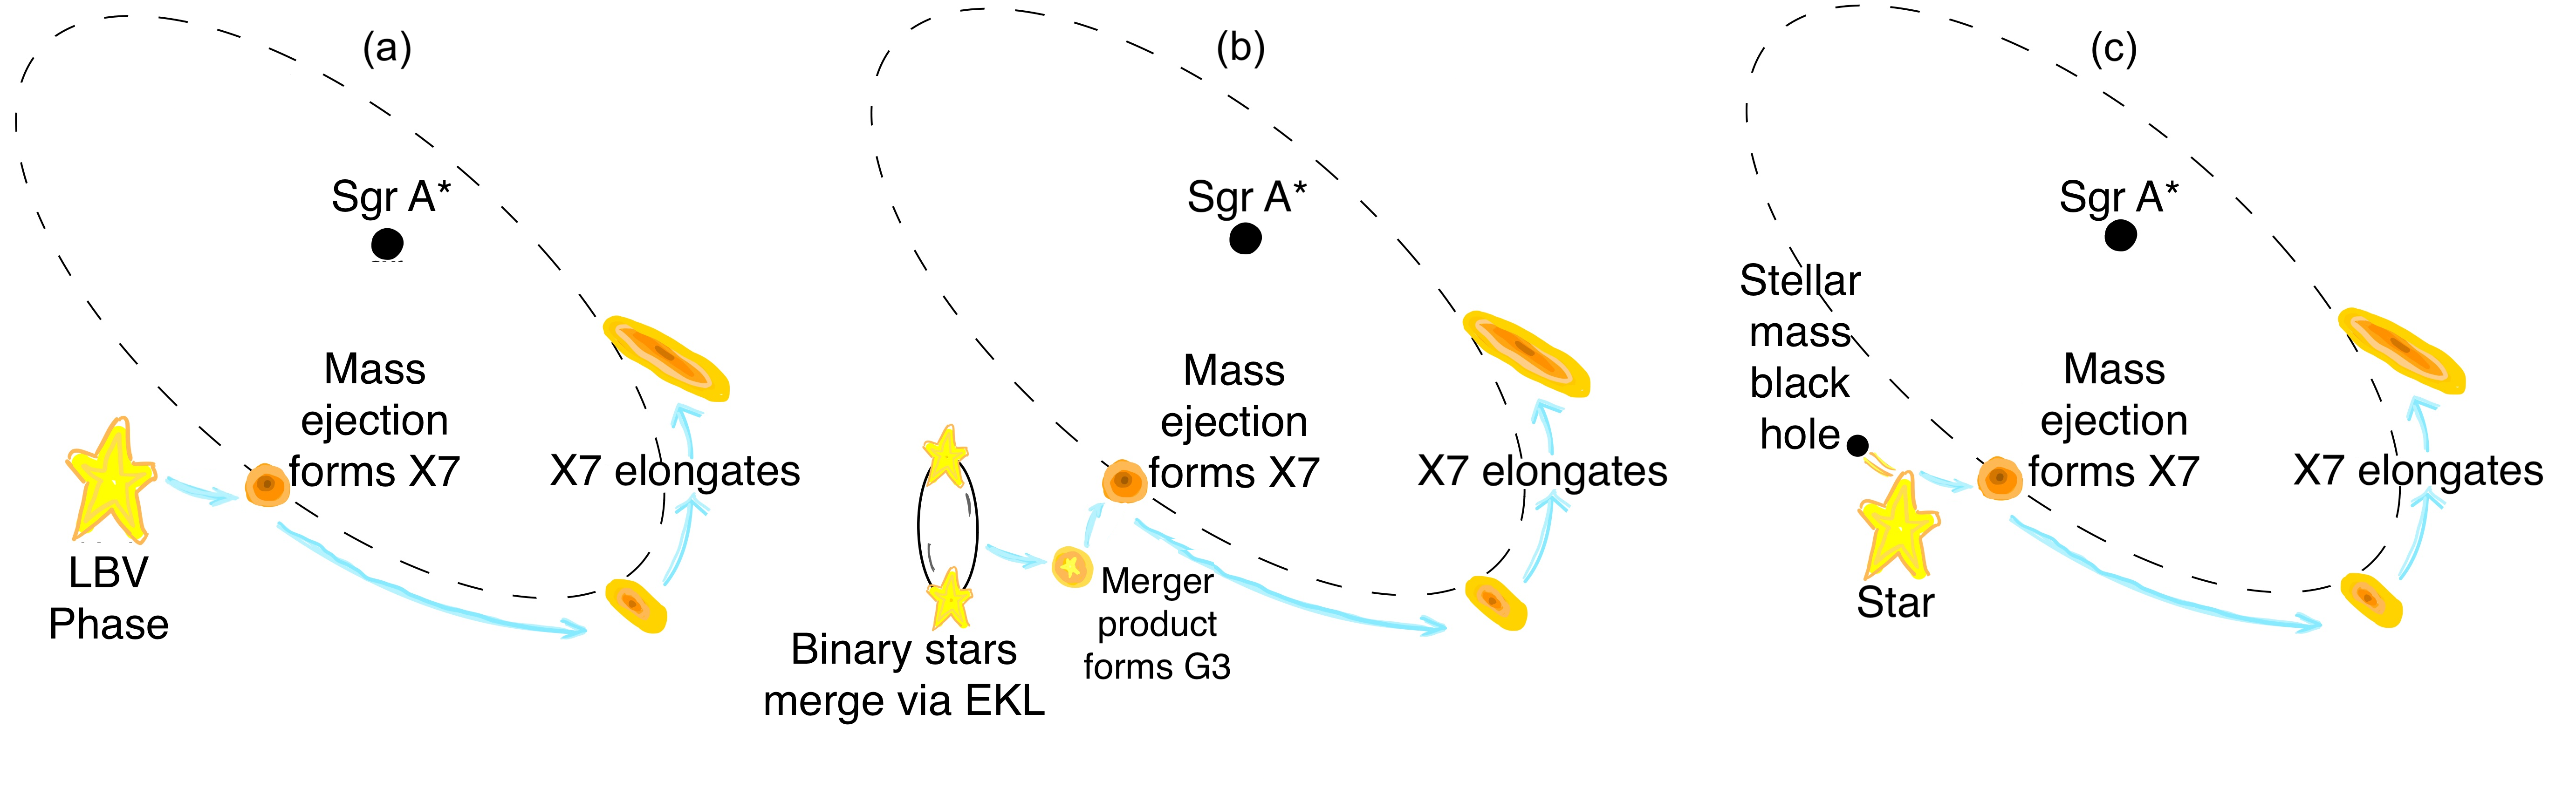 (a)
Sgr A*
Mass
ejection
forms X7
X7 elongates
LBV
Phase
(b)
Sgr A*
Mass
ejection
forms X7
X7 elongates
Merger
product
forms G3
Binary stars
merge via EKL
(c)
Sgr A*
Stellar
mass
black
hole
Mass
ejection
forms X7
X7 elongates
Star